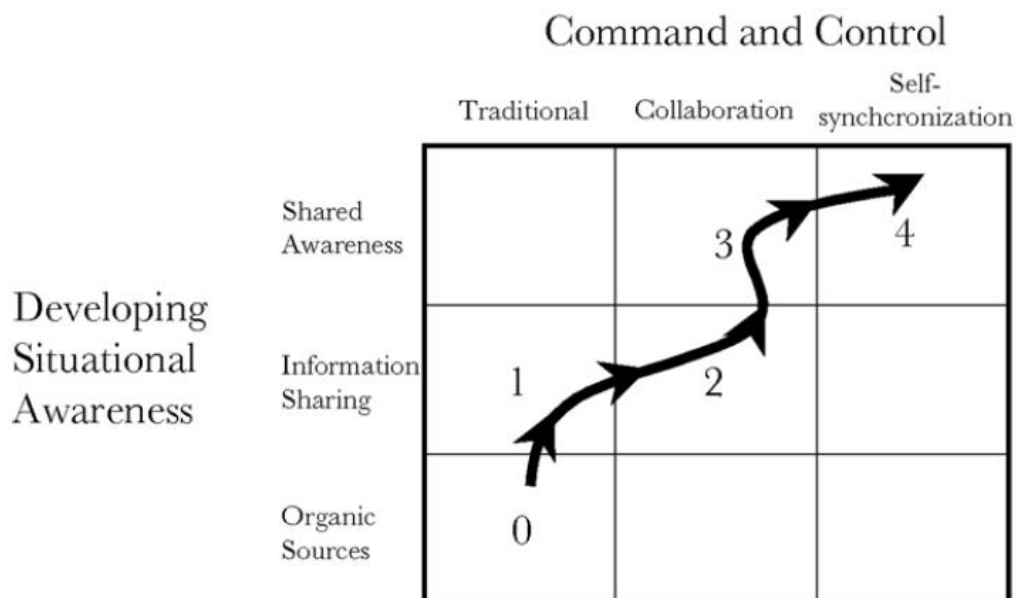 Command and Control
Self-
Traditional Collaboration synchcronization
Shared
Awareness
3
4
Developing
Situational
Awareness
Information
Sharing
1
2
Organic
Sources
0